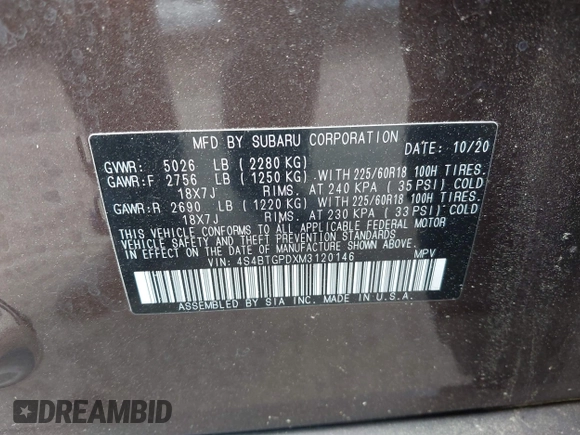 MFD BY SUBARU CORPORATION DATE: 10/20
GVWR: 5026 LB (2280 KG)
GAWR:F 2756 LB (1250 KG). WITH 225/60R18 100H TIRES.
18X7J RIMS. AT 240 KPA (35 PSI) COLD
GAWR:R 2690 LB (1220 KG). WITH 225/60R18 100H TIRES.
18X7J RIMS. AT 230 KPA (33 PSI) COLD
THIS VEHICLE CONFORMS TO ALL APPLICABLE FEDERAL MOTOR
VEHICLE SAFETY AND THEFT PREVENTION STANDARDS
IN EFFECT ON THE DATE OF MANUFACTURE SHOWN ABOVE.
VIN: 4S4BTGPDXM3120146 MPV
ASSEMBLED BY SIA INC. MADE IN U.S.A.
DREAMBID